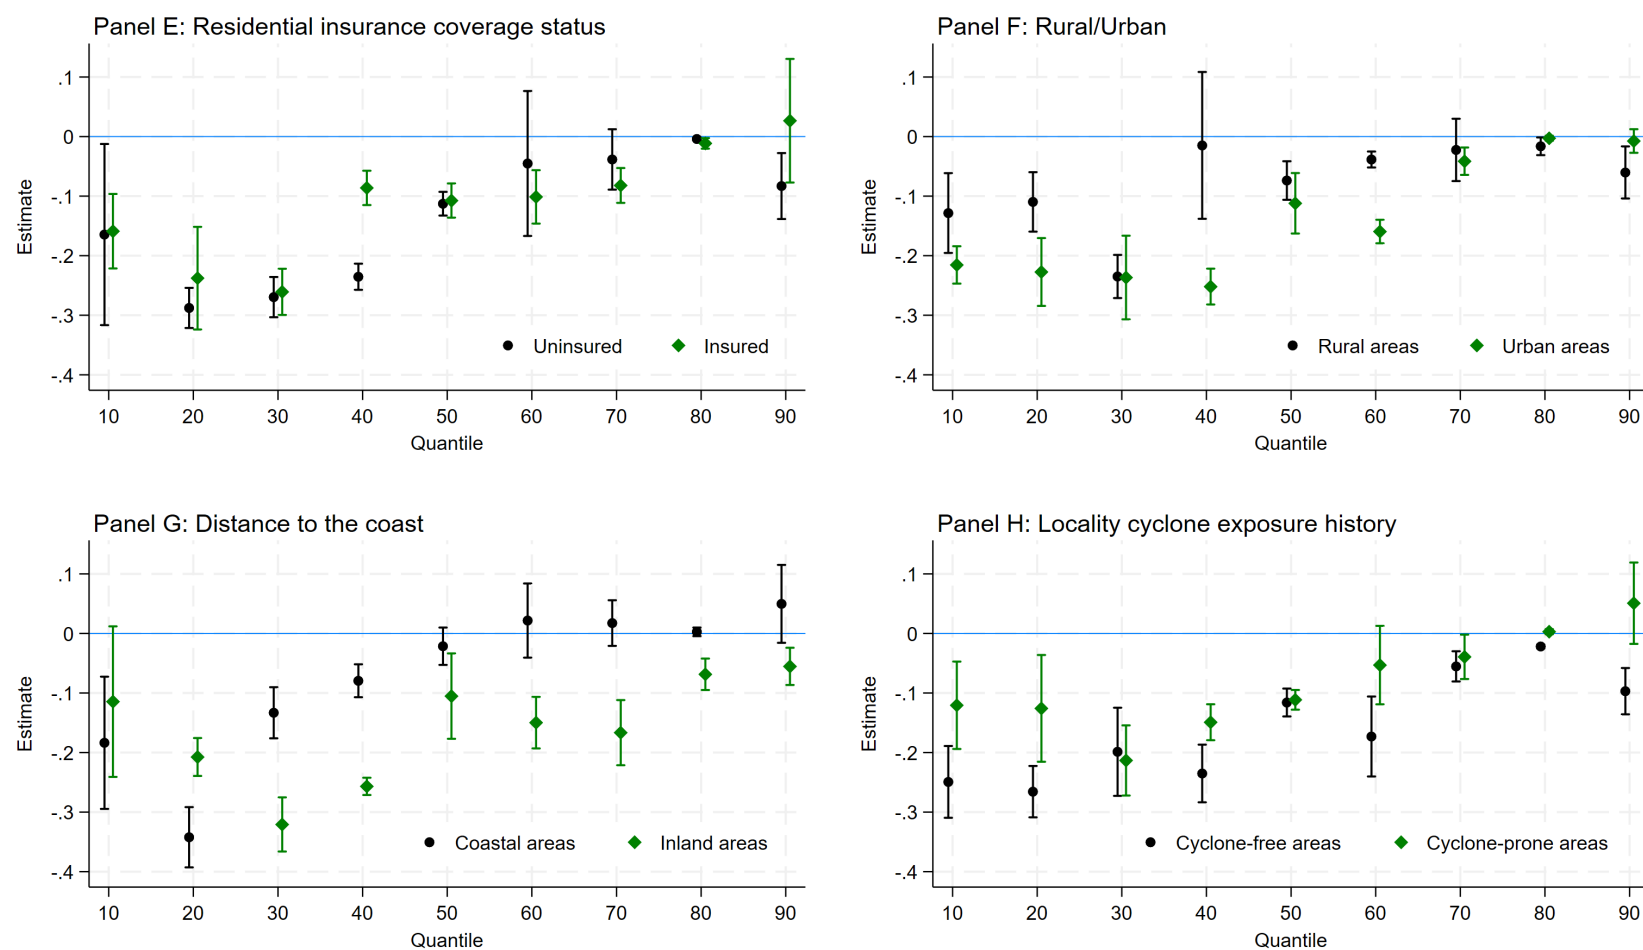 Panel E: Residential insurance coverage status
.1
0
-.1
-.2
-.3
-.4
Estimate
Uninsured
Insured
10 20 30 40 50 60 70 80 90
Quantile
Panel F: Rural/Urban
.1
0
-.1
-.2
-.3
-.4
Estimate
Rural areas
Urban areas
10 20 30 40 50 60 70 80 90
Quantile
Panel G: Distance to the coast
.1
0
-.1
-.2
-.3
-.4
Estimate
Coastal areas
Inland areas
10 20 30 40 50 60 70 80 90
Quantile
Panel H: Locality cyclone exposure history
.1
0
-.1
-.2
-.3
-.4
Estimate
Cyclone-free areas
Cyclone-prone areas
10 20 30 40 50 60 70 80 90
Quantile